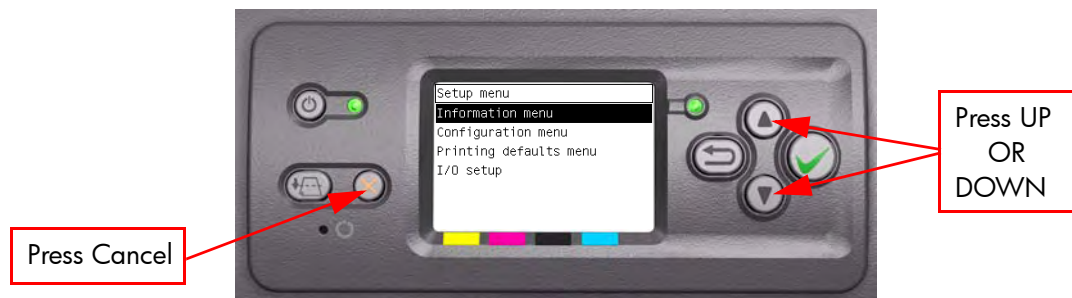 Setup menu
Information menu
Configuration menu
Printing defaults menu
I/O setup
Press UP
OR
DOWN
Press Cancel